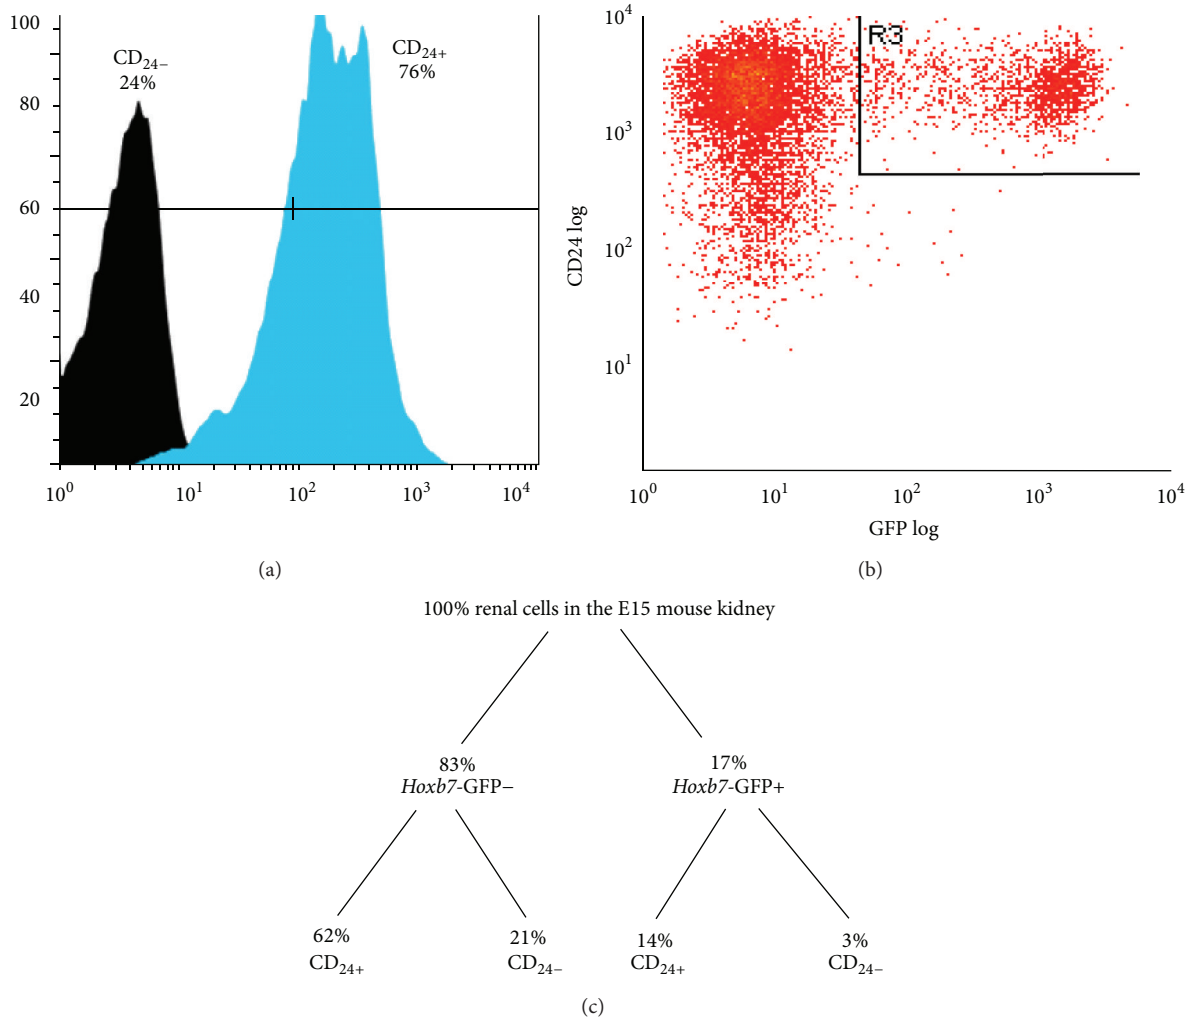 100
80
60
40
20
CD24−
24%
CD24+
76%
10^0 10^1 10^2 10^3 10^4
(a)
10^4
10^3
10^2
10^1
CD24 log
R3
10^0 10^1 10^2 10^3 10^4
GFP log
(b)
100% renal cells in the E15 mouse kidney
83%
Hoxb7-GFP−
17%
Hoxb7-GFP+
62%
CD24+
21%
CD24−
14%
CD24+
3%
CD24−
(c)